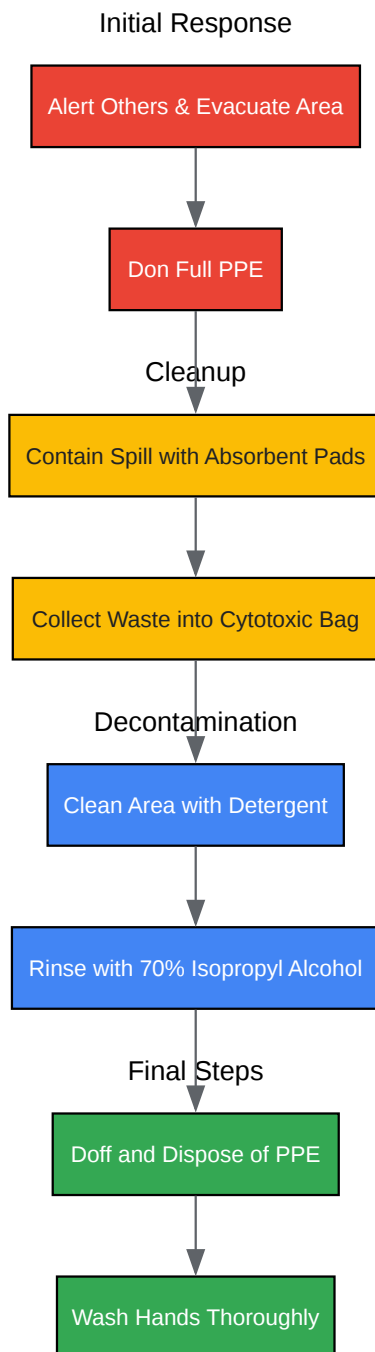 Initial Response
Alert Others & Evacuate Area
Don Full PPE
Cleanup
Contain Spill with Absorbent Pads
Collect Waste into Cytotoxic Bag
Decontamination
Clean Area with Detergent
Rinse with 70% Isopropyl Alcohol
Final Steps
Doff and Dispose of PPE
Wash Hands Thoroughly